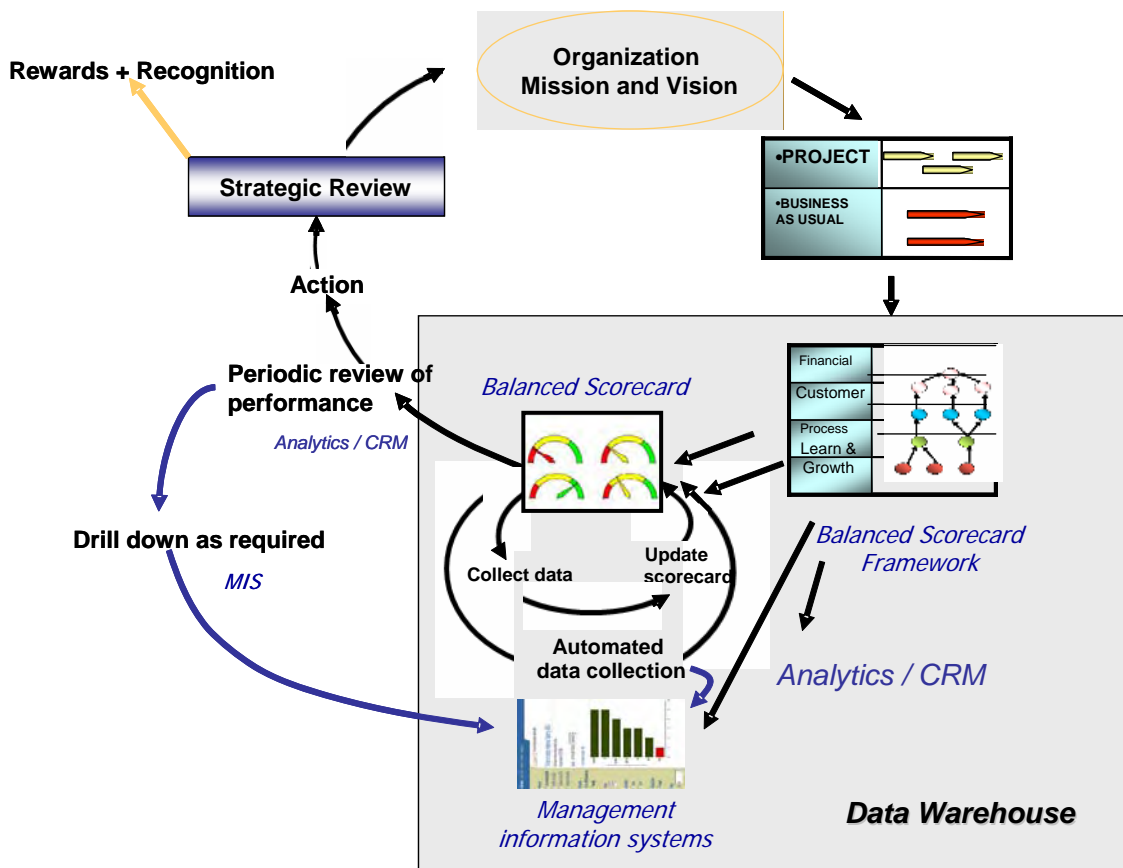 Organization
Mission and Vision
Rewards + Recognition
•PROJECT
•BUSINESS
AS USUAL
Strategic Review
Action
Periodic review of
performance
Analytics / CRM
Balanced Scorecard
Financial
Customer
Process
Learn &
Growth
Drill down as required
MIS
Collect data
Update
scorecard
Balanced Scorecard
Framework
Automated
data collection
Analytics / CRM
Management
information systems
Data Warehouse